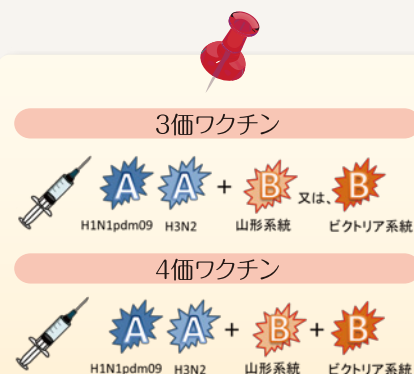 3価ワクチン
A A + B 又は、 B
H1N1pdm09 H3N2 山形系統 ビクトリア系統
4価ワクチン
A A + B + B
H1N1pdm09 H3N2 山形系統 ビクトリア系統